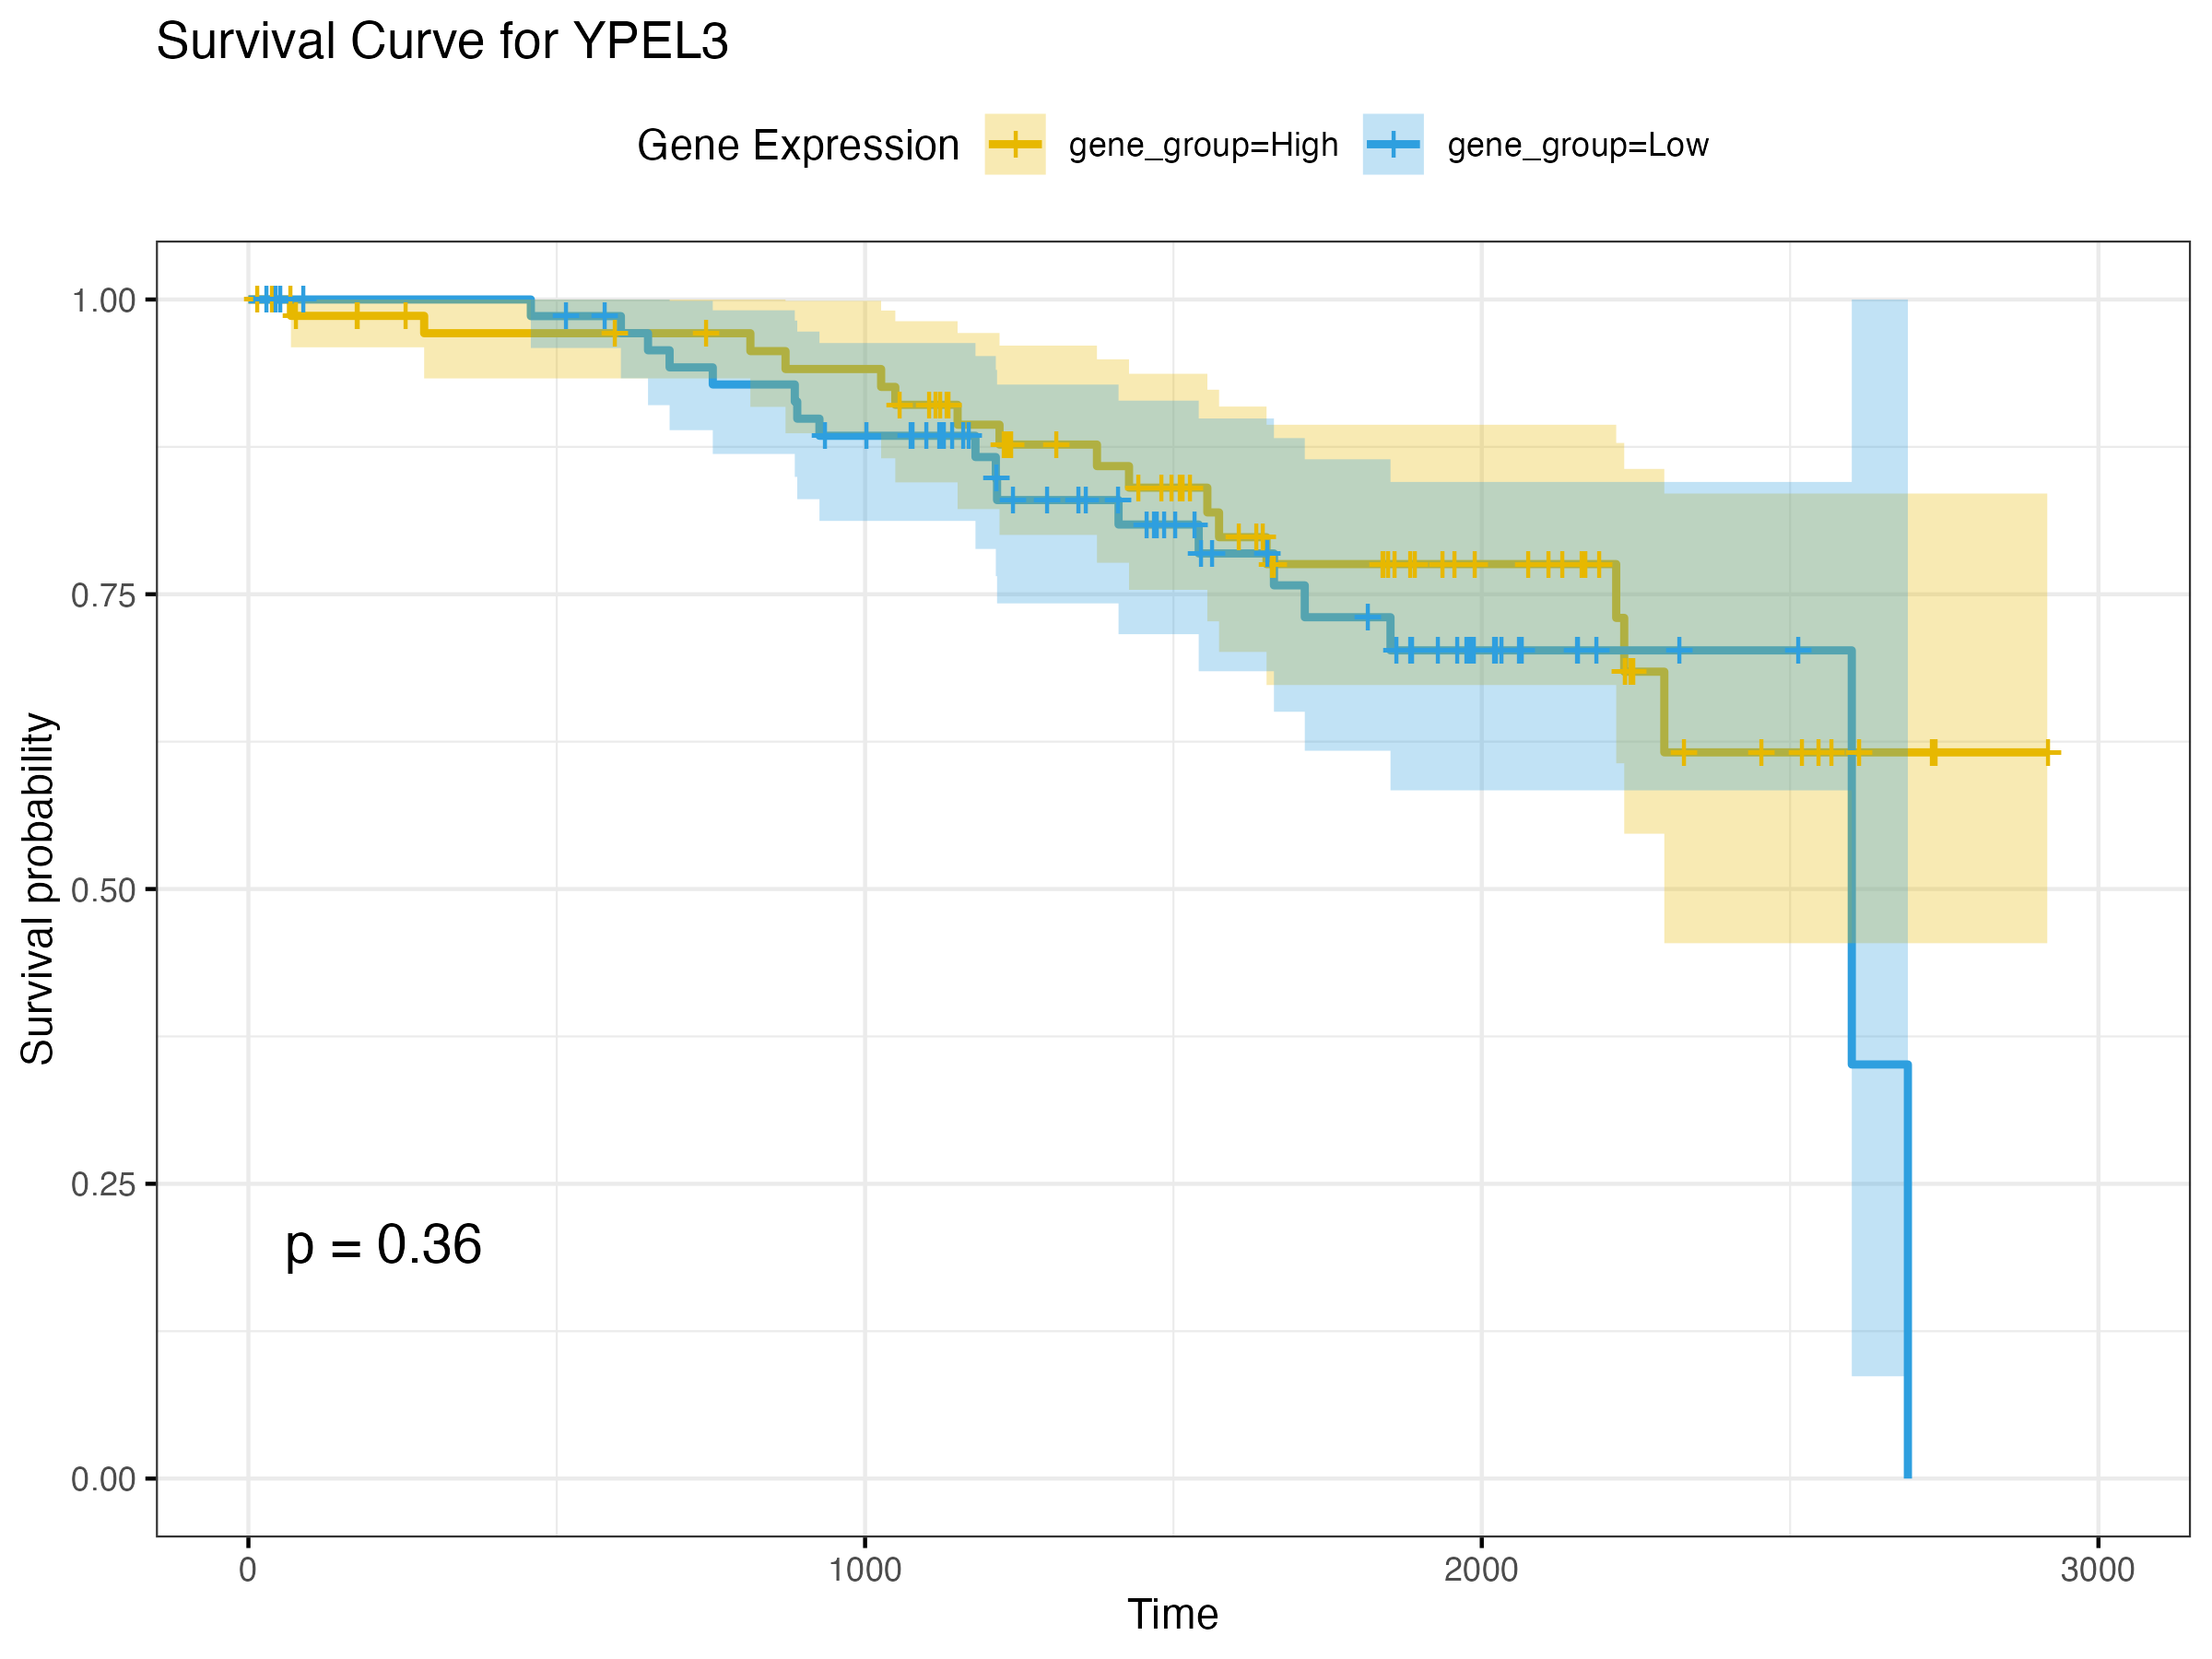 Survival Curve for YPEL3
Gene Expression gene_group=High gene_group=Low
1.00
0.75
0.50
0.25
0.00
Survival probability
p = 0.36
0 1000 2000 3000
Time